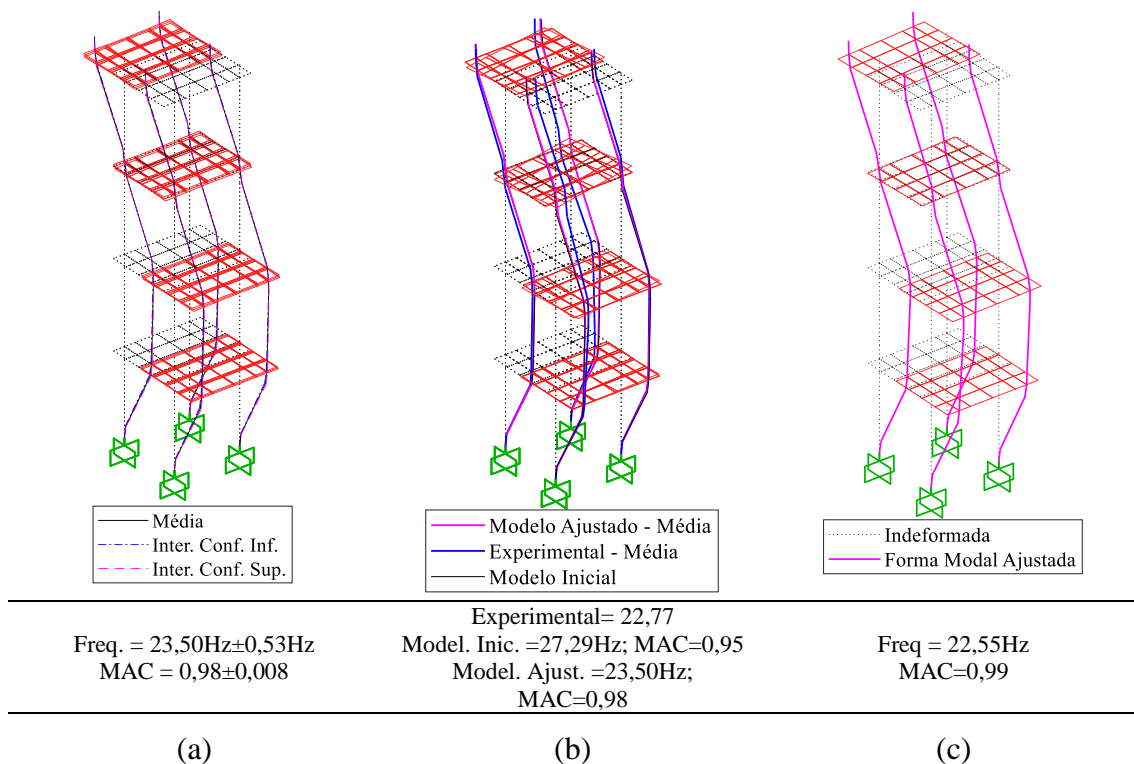 Média
Inter. Conf. Inf.
Inter. Conf. Sup.
Modelo Ajustado - Média
Experimental - Média
Modelo Inicial
Indeformada
Forma Modal Ajustada
Freq. = 23,50Hz±0,53Hz
MAC = 0,98±0,008
Experimental= 22,77
Model. Inic. =27,29Hz; MAC=0,95
Model. Ajust. =23,50Hz;
MAC=0,98
Freq = 22,55Hz
MAC=0,99
(a)
(b)
(c)